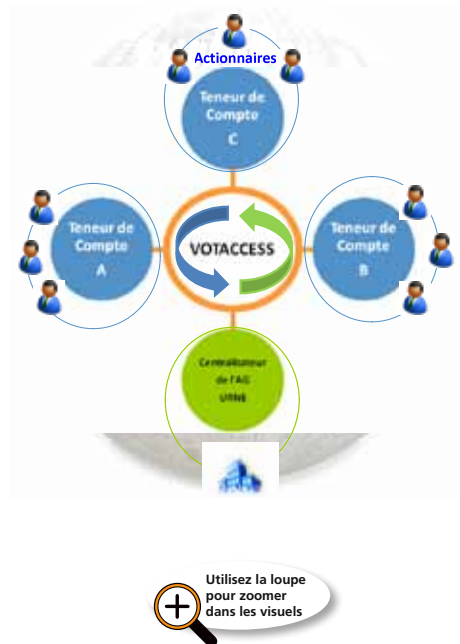 Actionnaires
Teneur de
Compte
C
Teneur de
Compte
A
VOTACCESS
Teneur de
Compte
B
Centralisateur
de l'AG
URNE
Utilisez la loupe
pour zoomer
dans les visuels